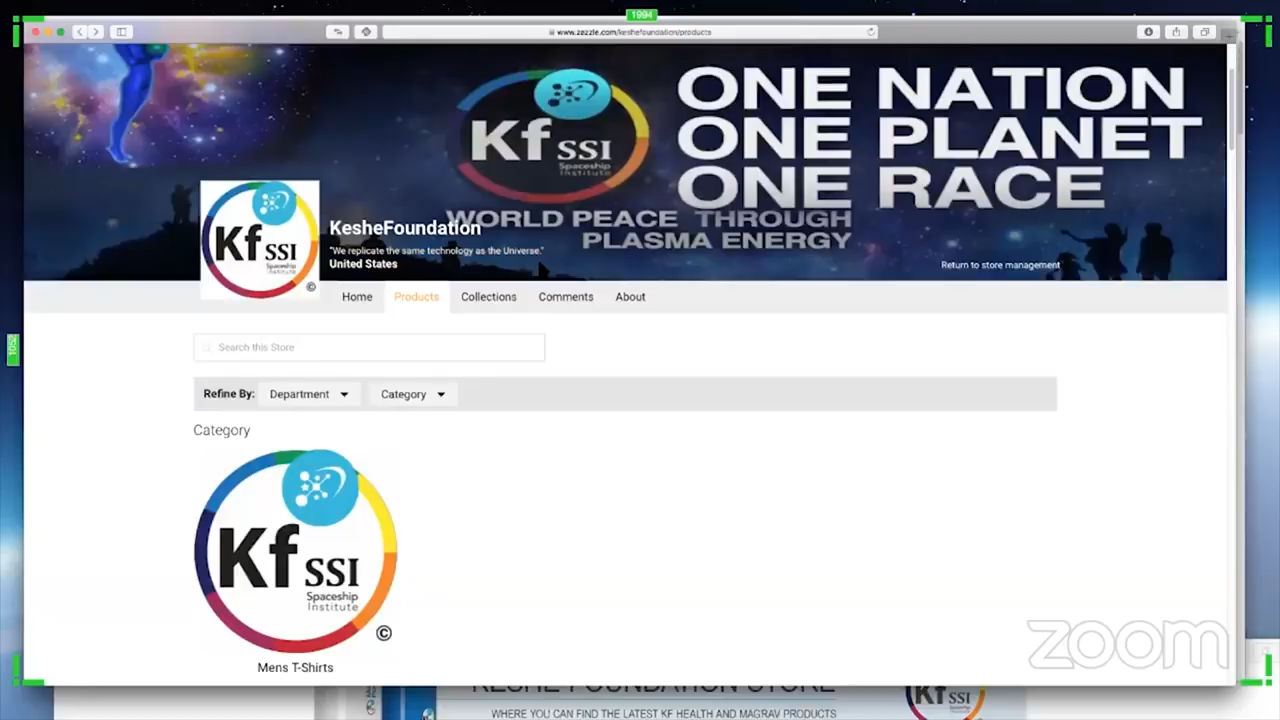 1994
www.zazzle.com/keshefoundation/products
Kf SSI
Spaceship
Institute
ONE NATION
ONE PLANET
ONE RACE
WORLD PEACE THROUGH
PLASMA ENERGY
Kf SSI
Spaceship
Institute
©
KesheFoundation
"We replicate the same technology as the Universe."
United States
Return to store management
Home Products Collections Comments About
Search this Store
Refine By: Department Category
Category
Kf SSI
Spaceship
Institute
©
Mens T-Shirts
zoom
KESHE FOUNDATION STORE
Kf SSI
WHERE YOU CAN FIND THE LATEST KF HEALTH AND MAGRAV PRODUCTS